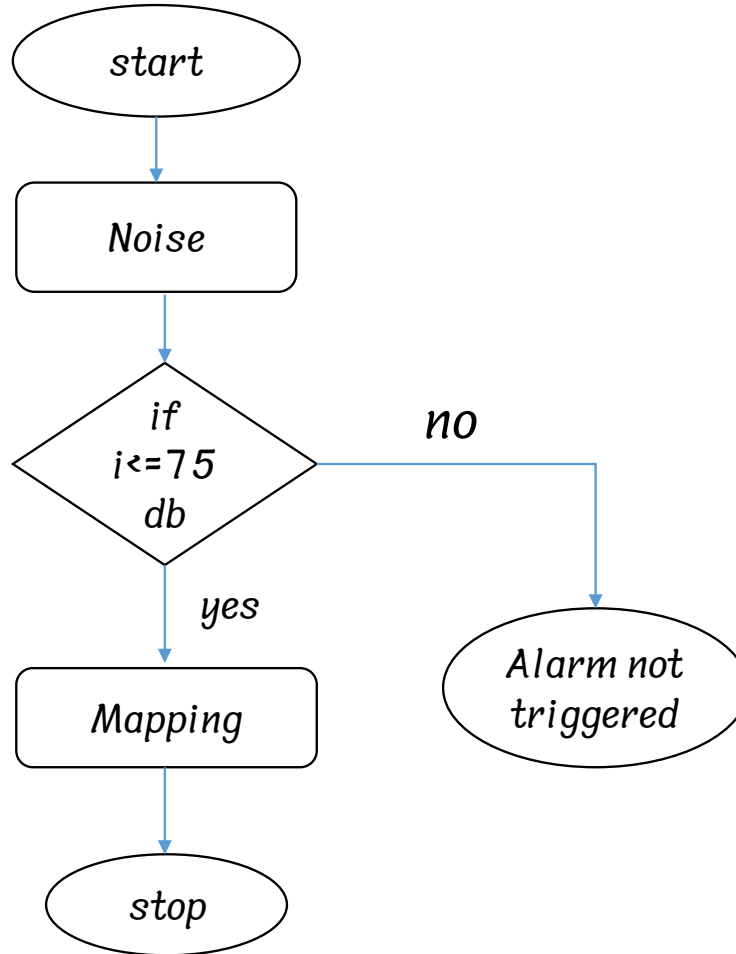 start
Noise
if
i<=75
db
no
yes
Alarm not
triggered
Mapping
stop